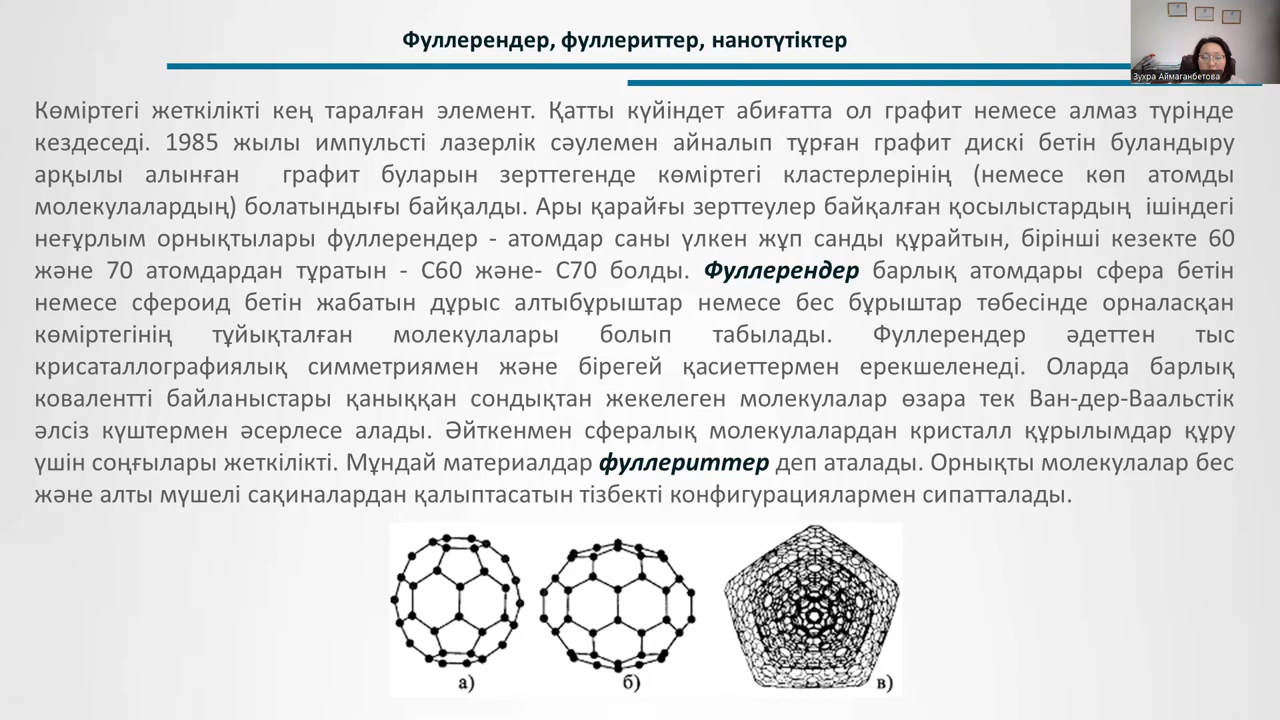 Фуллерендер, фуллериттер, нанотүтіктер
Зухра Аймаганбетова
Көміртегі жеткілікті кең таралған элемент. Қатты күйіндет абиғатта ол графит немесе алмаз түрінде
кездеседі. 1985 жылы импульсті лазерлік сәулемен айналып тұрған графит дискі бетін буландыру
арқылы алынған графит буларын зерттегенде көміртегі кластерлерінің (немесе көп атомды
молекулалардың) болатындығы байқалды. Ары қарайғы зерттеулер байқалған қосылыстардың ішіндегі
неғұрлым орнықтылары фуллерендер - атомдар саны үлкен жұп санды құрайтын, бірінші кезекте 60
және 70 атомдардан тұратын - С60 және- С70 болды. Фуллерендер барлық атомдары сфера бетін
немесе сфероид бетін жабатын дұрыс алтыбұрыштар немесе бес бұрыштар төбесінде орналасқан
көміртегінің тұйықталған молекулалары болып табылады. Фуллерендер әдеттен тыс
крисаталлографиялық симметриямен және бірегей қасиеттермен ерекшеленеді. Оларда барлық
ковалентті байланыстары қаныққан сондықтан жекелеген молекулалар өзара тек Ван-дер-Ваальстік
әлсіз күштермен әсерлесе алады. Әйткенмен сфералық молекулалардан кристалл құрылымдар құру
үшін соңғылары жеткілікті. Мұндай материалдар фуллериттер деп аталады. Орнықты молекулалар бес
және алты мүшелі сақиналардан қалыптасатын тізбекті конфигурациялармен сипатталады.
а) б) в)